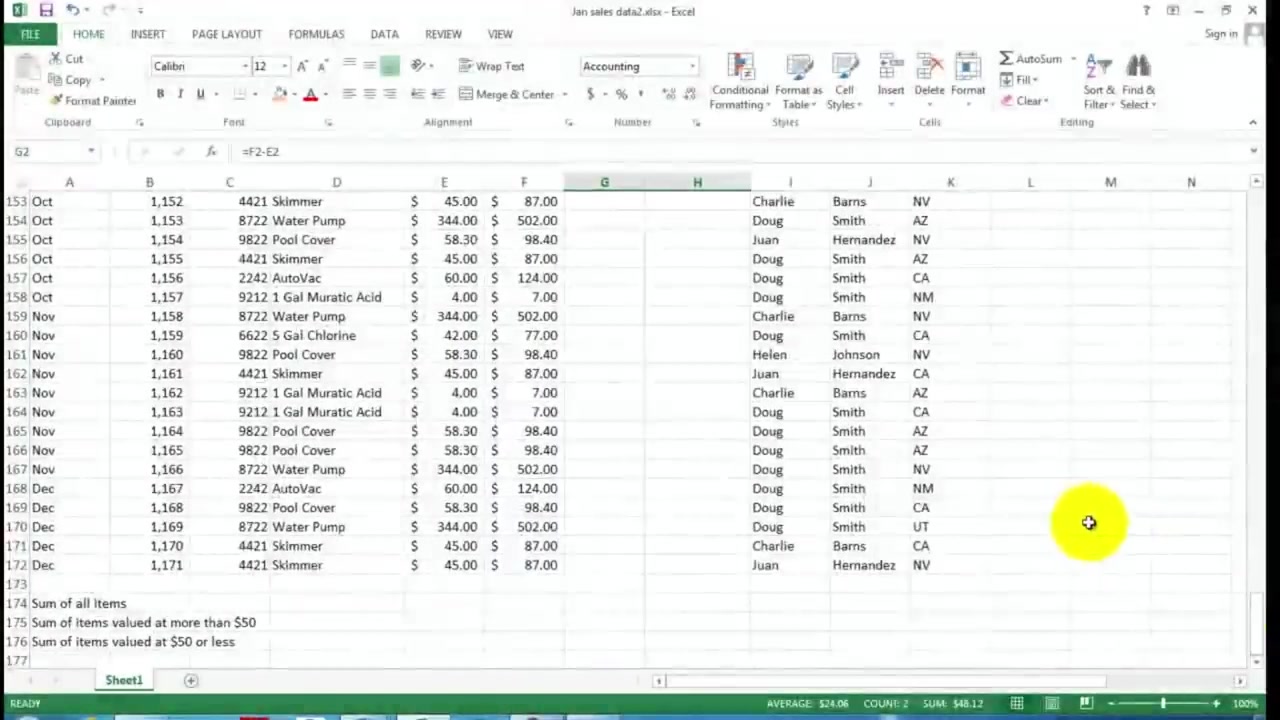 Jan sales data2.xlsx - Excel
?
FILE HOME INSERT PAGE LAYOUT FORMULAS DATA REVIEW VIEW Sign in
Paste Cut Copy Format Painter
Clipboard
Calibri 12 A A
B I U A
Font
Wrap Text
Merge & Center
Alignment
Accounting
$ % ,
Number
Conditional Formatting Format as Table Cell Styles
Styles
Insert Delete Format
Cells
AutoSum Fill Clear Sort & Filter Find & Select
Editing
G2 fx =F2-E2
A B C D E F G H I J K L M N
153 Oct 1,152 4421 Skimmer $ 45.00 $ 87.00 Charlie Barns NV
154 Oct 1,153 8722 Water Pump $ 344.00 $ 502.00 Doug Smith AZ
155 Oct 1,154 9822 Pool Cover $ 58.30 $ 98.40 Juan Hernandez NV
156 Oct 1,155 4421 Skimmer $ 45.00 $ 87.00 Doug Smith AZ
157 Oct 1,156 2242 AutoVac $ 60.00 $ 124.00 Doug Smith CA
158 Oct 1,157 9212 1 Gal Muratic Acid $ 4.00 $ 7.00 Doug Smith NM
159 Nov 1,158 8722 Water Pump $ 344.00 $ 502.00 Charlie Barns NV
160 Nov 1,159 6622 5 Gal Chlorine $ 42.00 $ 77.00 Doug Smith CA
161 Nov 1,160 9822 Pool Cover $ 58.30 $ 98.40 Helen Johnson NV
162 Nov 1,161 4421 Skimmer $ 45.00 $ 87.00 Juan Hernandez CA
163 Nov 1,162 9212 1 Gal Muratic Acid $ 4.00 $ 7.00 Charlie Barns AZ
164 Nov 1,163 9212 1 Gal Muratic Acid $ 4.00 $ 7.00 Doug Smith CA
165 Nov 1,164 9822 Pool Cover $ 58.30 $ 98.40 Doug Smith AZ
166 Nov 1,165 9822 Pool Cover $ 58.30 $ 98.40 Doug Smith AZ
167 Nov 1,166 8722 Water Pump $ 344.00 $ 502.00 Doug Smith NV
168 Dec 1,167 2242 AutoVac $ 60.00 $ 124.00 Doug Smith NM
169 Dec 1,168 9822 Pool Cover $ 58.30 $ 98.40 Doug Smith CA
170 Dec 1,169 8722 Water Pump $ 344.00 $ 502.00 Doug Smith UT
171 Dec 1,170 4421 Skimmer $ 45.00 $ 87.00 Charlie Barns CA
172 Dec 1,171 4421 Skimmer $ 45.00 $ 87.00 Juan Hernandez NV
173
174 Sum of all Items
175 Sum of Items valued at more than $50
176 Sum of items valued at $50 or less
177
Sheet1
READY AVERAGE: $24.06 COUNT: 2 SUM: $48.12 100%